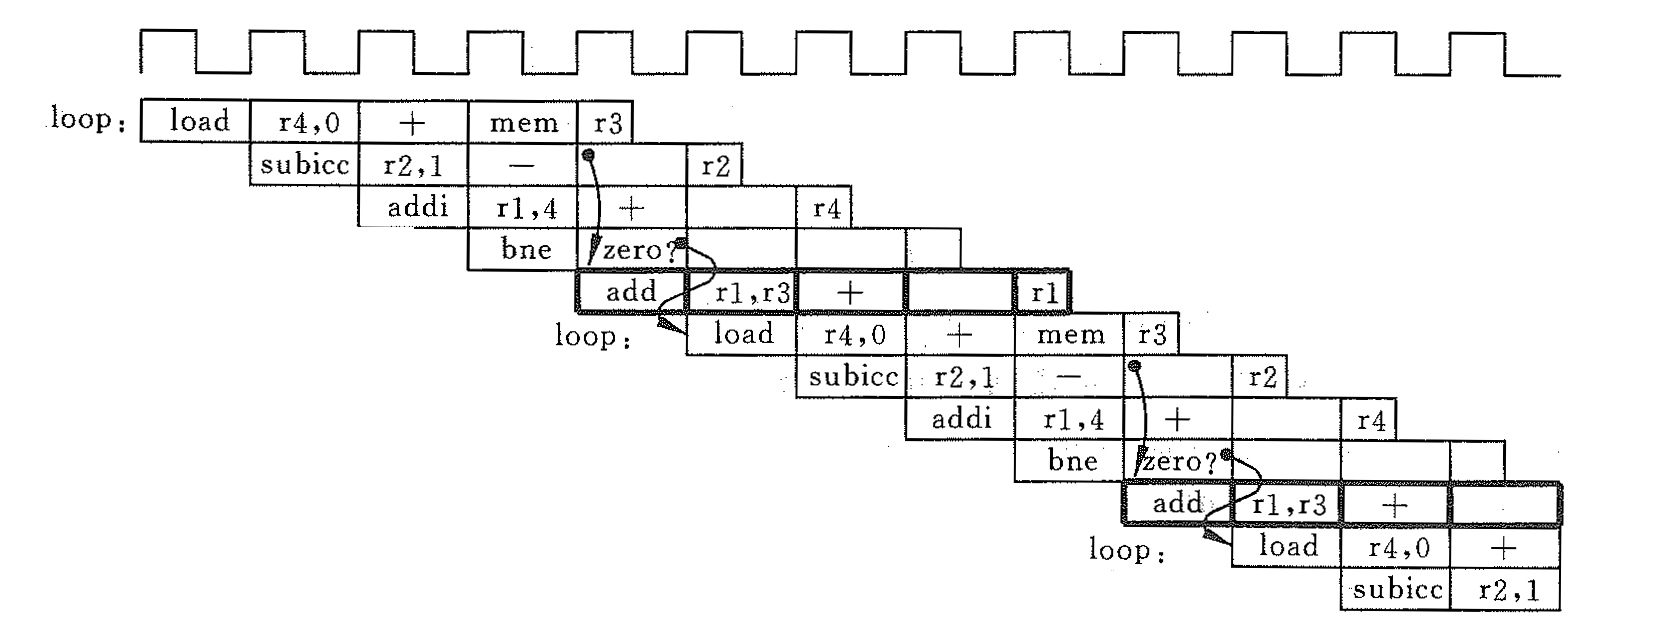 loop: load r4,0 + mem r3
subicc r2,1 — r2
addi r1,4 + r4
bne zero?
add r1,r3 + r1
loop: load r4,0 + mem r3
subicc r2,1 — r2
addi r1,4 + r4
bne zero?
add r1,r3 +
loop: load r4,0 +
subicc r2,1